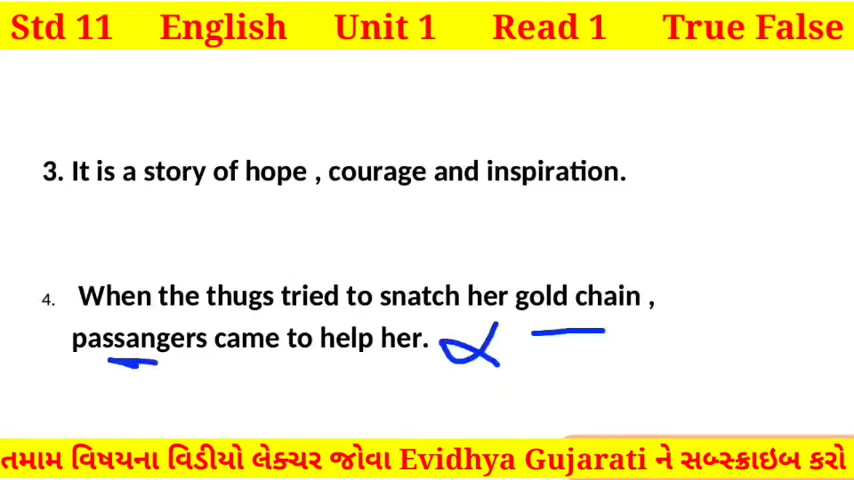 Std 11 English Unit 1 Read 1 True False
3. It is a story of hope , courage and inspiration.
4. When the thugs tried to snatch her gold chain ,
passangers came to help her.
તમામ વિષયના વિડીયો લેક્ચર જોવા Evidhya Gujarati ને સબ્સ્ક્રાઇબ કરો